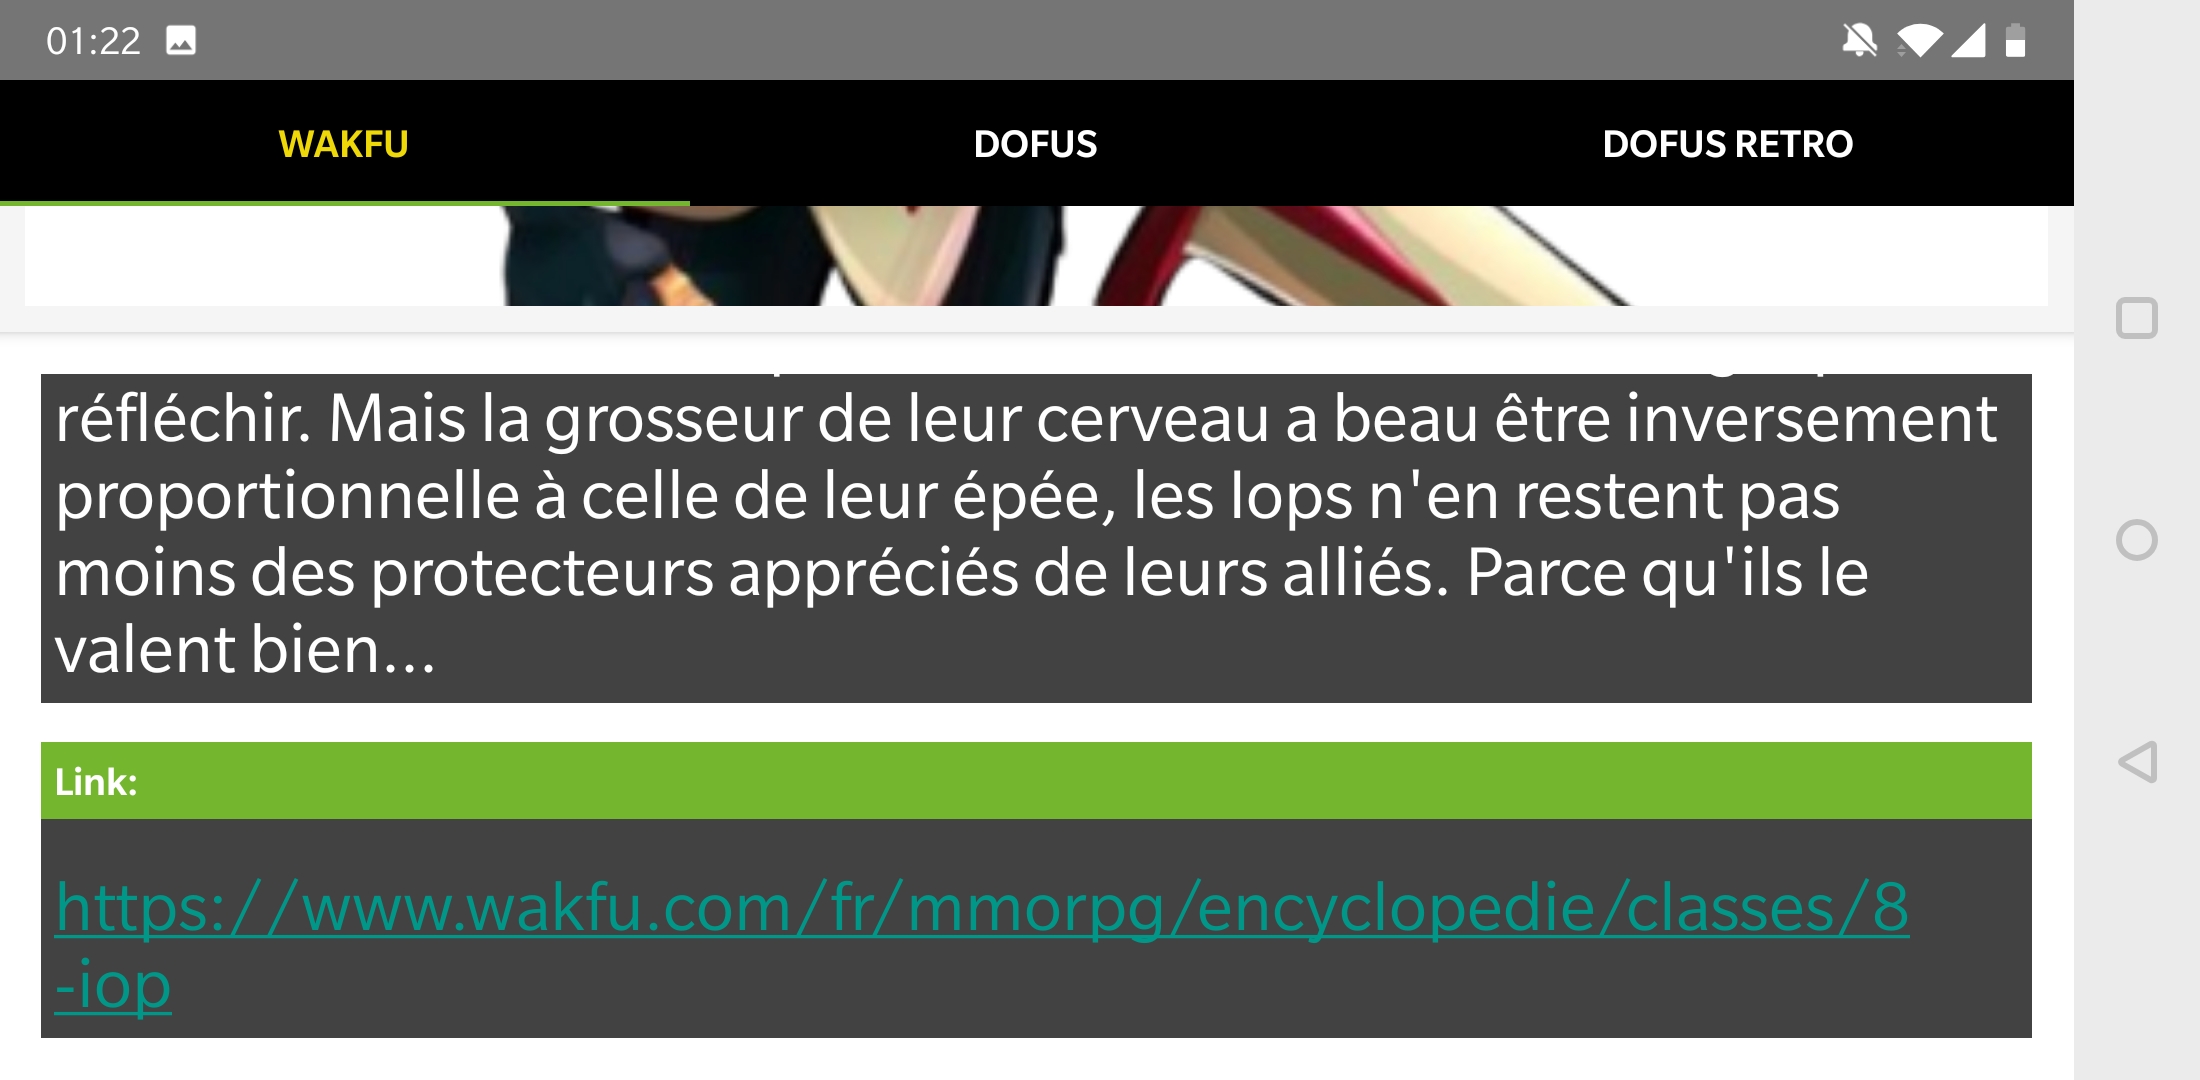 01:22
WAKFU
DOFUS
DOFUS RETRO
réfléchir. Mais la grosseur de leur cerveau a beau être inversement
proportionnelle à celle de leur épée, les Iops n'en restent pas
moins des protecteurs appréciés de leurs alliés. Parce qu'ils le
valent bien...
Link:
https://www.wakfu.com/fr/mmorpg/encyclopedie/classes/8
-iop